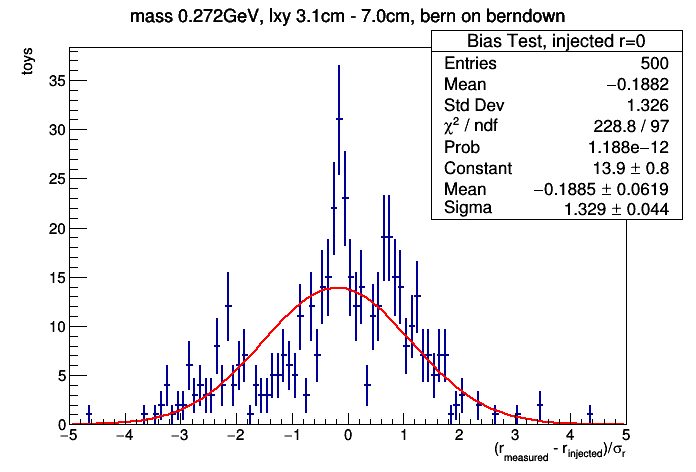 mass 0.272GeV, lxy 3.1cm - 7.0cm, bern on berndown
Bias Test, injected r=0
Entries 500
Mean −0.1882
Std Dev 1.326
χ² / ndf 228.8 / 97
Prob 1.188e−12
Constant 13.9 ± 0.8
Mean −0.1885 ± 0.0619
Sigma 1.329 ± 0.044
toys
35
30
25
20
15
10
5
0
−5 −4 −3 −2 −1 0 1 2 3 4 5
(r_measured - r_injected)/σ_r